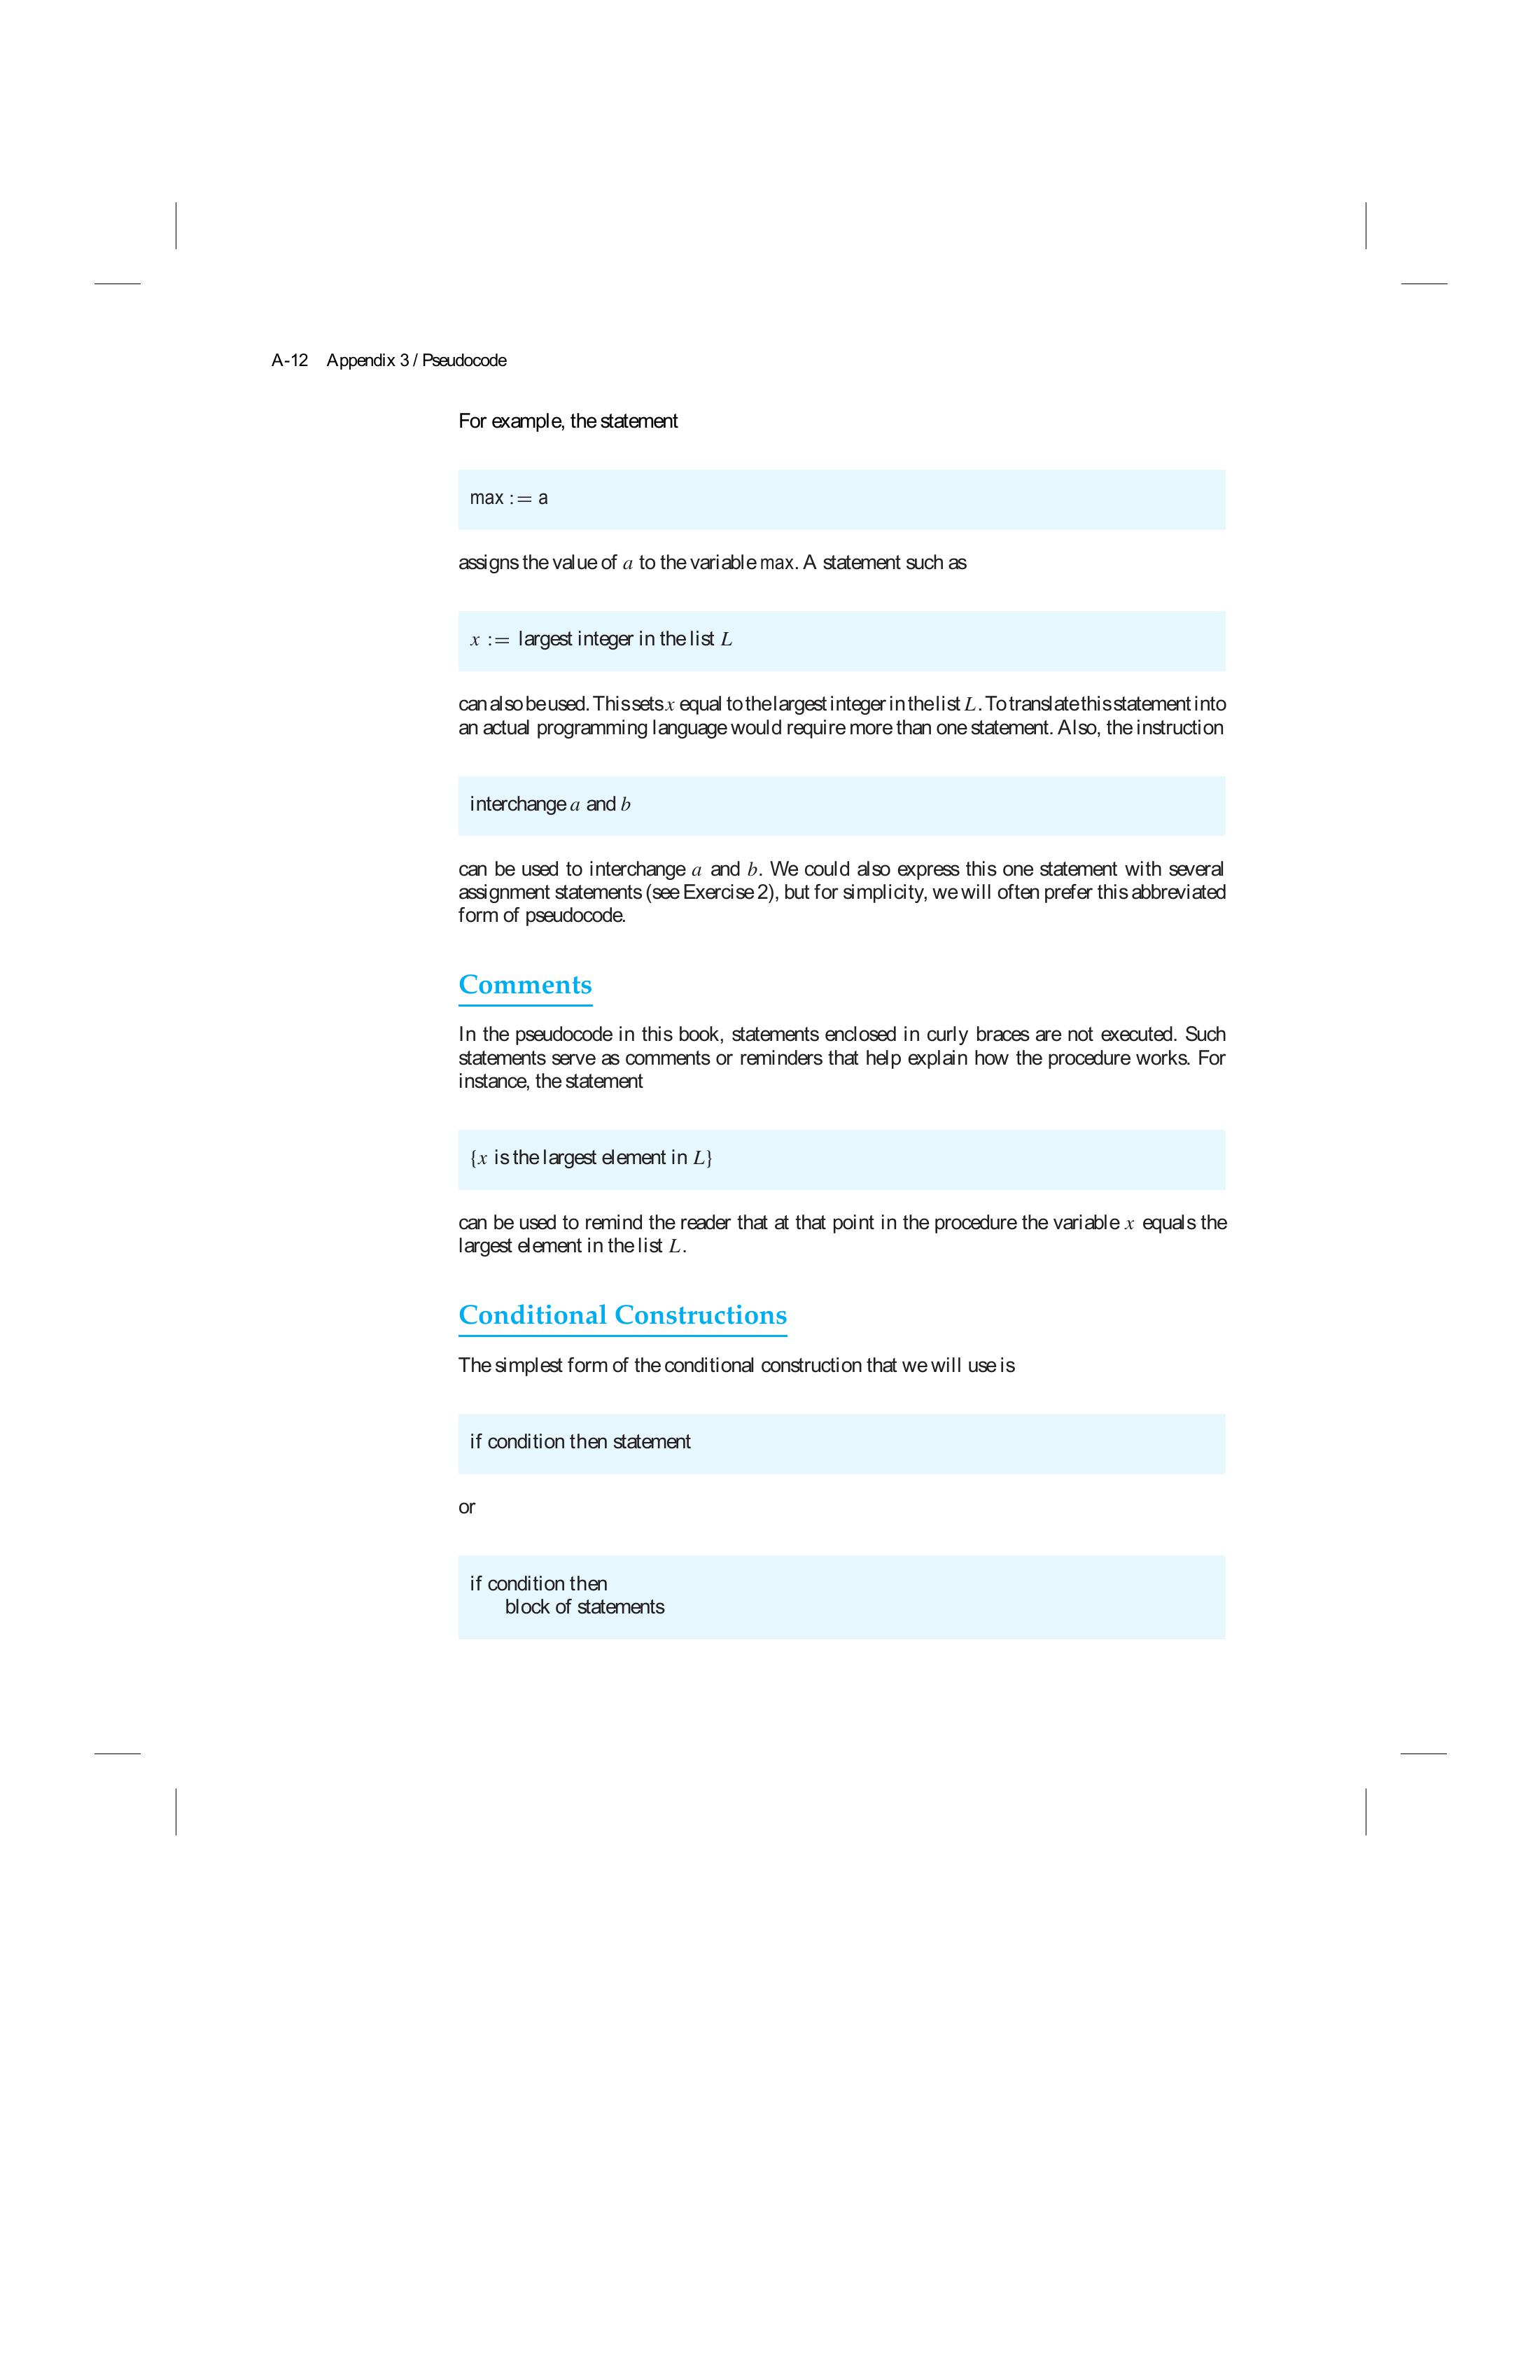 A-12 Appendix 3 / Pseudocode
For example, the statement
max := a
assigns the value of a to the variable max. A statement such as
x := largest integer in the list L
can also be used. This sets x equal to the largest integer in the list L. To translate this statement into
an actual programming language would require more than one statement. Also, the instruction
interchange a and b
can be used to interchange a and b. We could also express this one statement with several
assignment statements (see Exercise 2), but for simplicity, we will often prefer this abbreviated
form of pseudocode.
Comments
In the pseudocode in this book, statements enclosed in curly braces are not executed. Such
statements serve as comments or reminders that help explain how the procedure works. For
instance, the statement
{x is the largest element in L}
can be used to remind the reader that at that point in the procedure the variable x equals the
largest element in the list L.
Conditional Constructions
The simplest form of the conditional construction that we will use is
if condition then statement
or
if condition then
block of statements